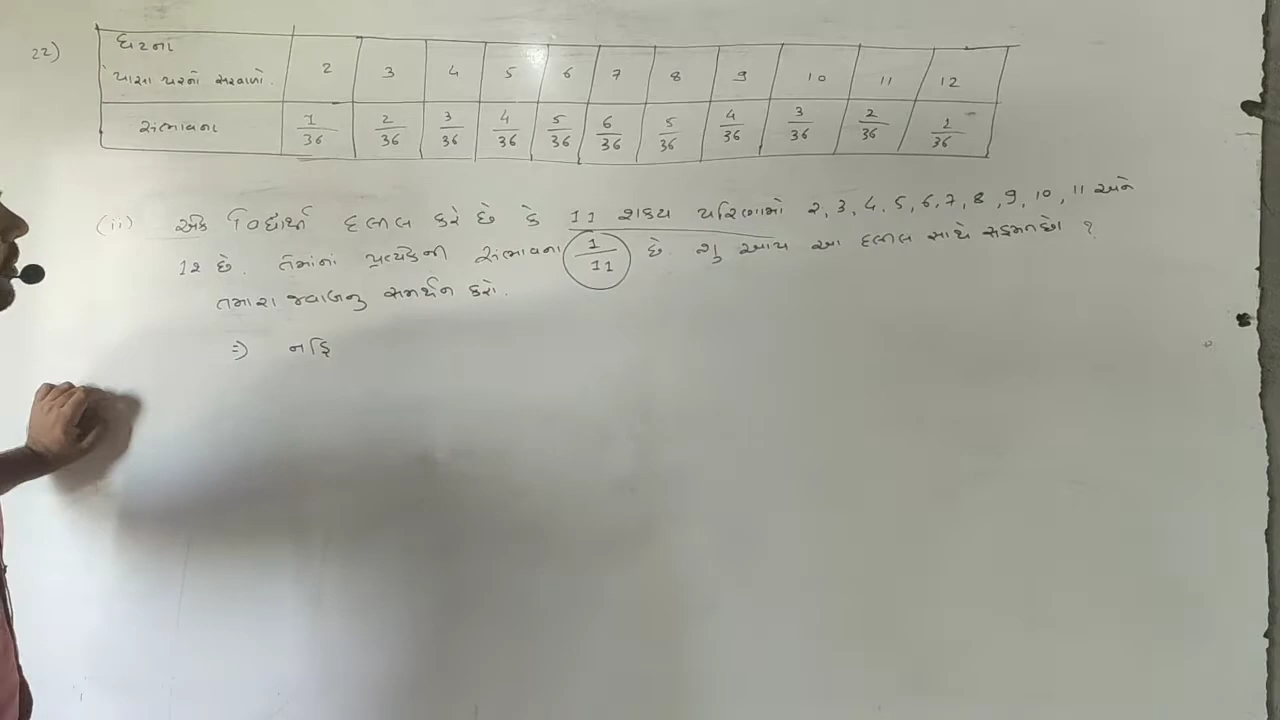 22)
ઘટના
'પાસા પરનો સરવાળો. 2 3 4 5 6 7 8 9 10 11 12
સંભાવના 1/36 2/36 3/36 4/36 5/36 6/36 5/36 4/36 3/36 2/36 1/36
(ii) એક વિદ્યાર્થી દલીલ કરે છે કે 11 શક્ય પરિણામો 2, 3, 4, 5, 6, 7, 8, 9, 10, 11 અને
12 છે. તેમાંનાં પ્રત્યેકની સંભાવના 1/11 છે. શું આપ આ દલીલ સાથે સહમત છો ?
તમારા જવાબનું સમર્થન કરો.
⇒ નહિ